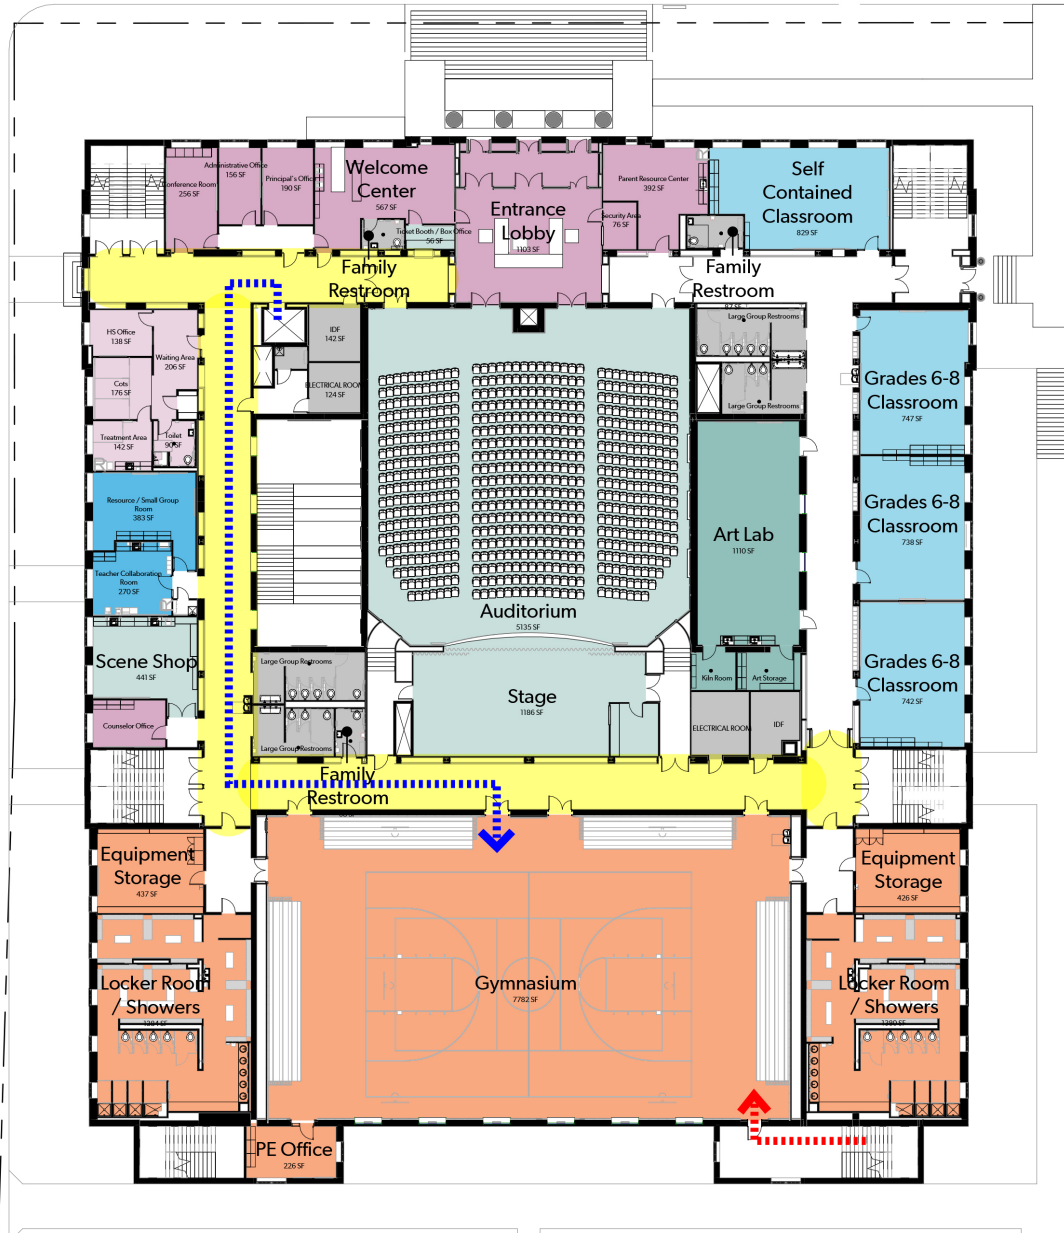 Administrative Office
156 SF
Conference Room
256 SF
Principal's Office
190 SF
Welcome
Center
567 SF
Ticket Booth / Box Office
56 SF
Entrance
Lobby
1103 SF
Parent Resource Center
392 SF
Security Area
76 SF
Self
Contained
Classroom
829 SF
Family
Restroom
Family
Restroom
HS Office
138 SF
Waiting Area
206 SF
Cots
176 SF
Treatment Area
142 SF
Toilet
90 SF
IDF
142 SF
ELECTRICAL ROOM
124 SF
Large Group Restrooms
Large Group Restrooms
Grades 6-8
Classroom
747 SF
Resource / Small Group
Room
383 SF
Teacher Collaboration
Room
270 SF
Art Lab
1110 SF
Grades 6-8
Classroom
738 SF
Auditorium
5135 SF
Scene Shop
441 SF
Large Group Restrooms
Kiln Room
Art Storage
Grades 6-8
Classroom
742 SF
Stage
1186 SF
Counselor Office
Large Group Restrooms
ELECTRICAL ROOM
IDF
Family
Restroom
Equipment
Storage
437 SF
Equipment
Storage
426 SF
Locker Room
/ Showers
Gymnasium
7782 SF
Locker Room
/ Showers
PE Office
226 SF